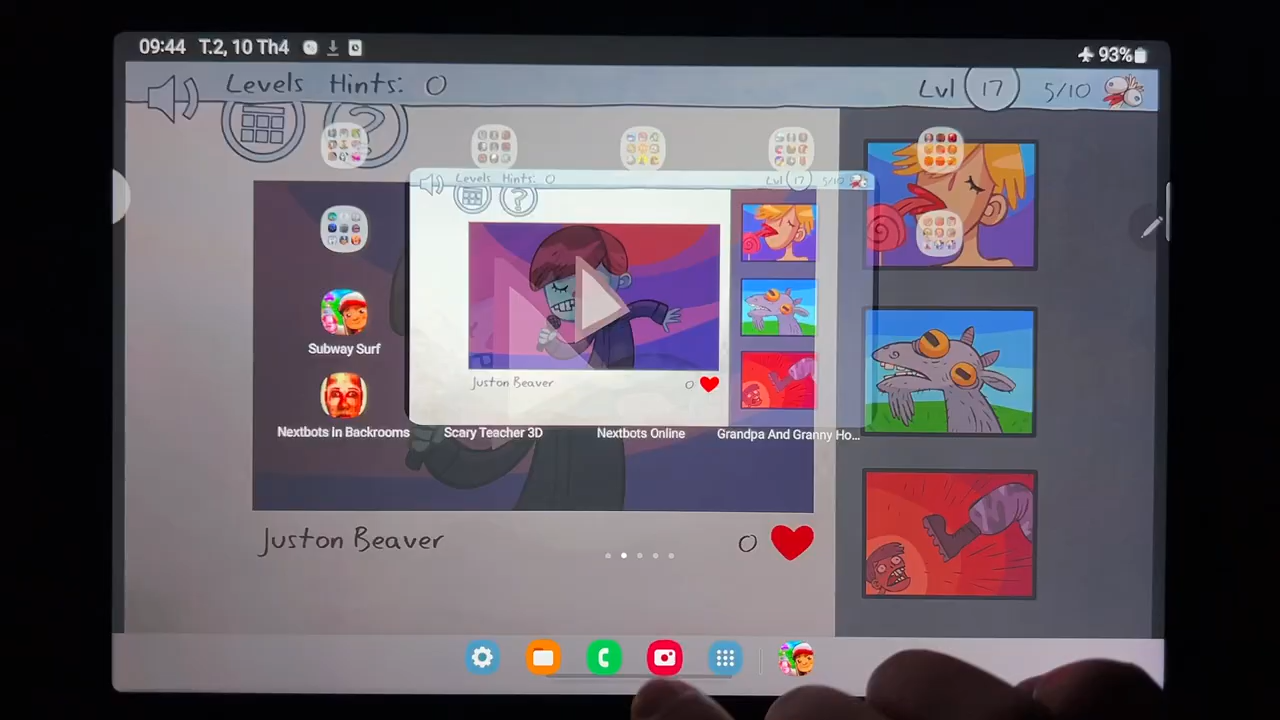 09:44 T.2, 10 Th4
93%
Levels Hints: 0
Lvl 17 5/10
?
Levels Hints: 0
Lvl 17 5/10
?
Juston Beaver
0
Subway Surf
Nextbots in Backrooms
Scary Teacher 3D
Nextbots Online
Grandpa And Granny Ho...
Juston Beaver
0